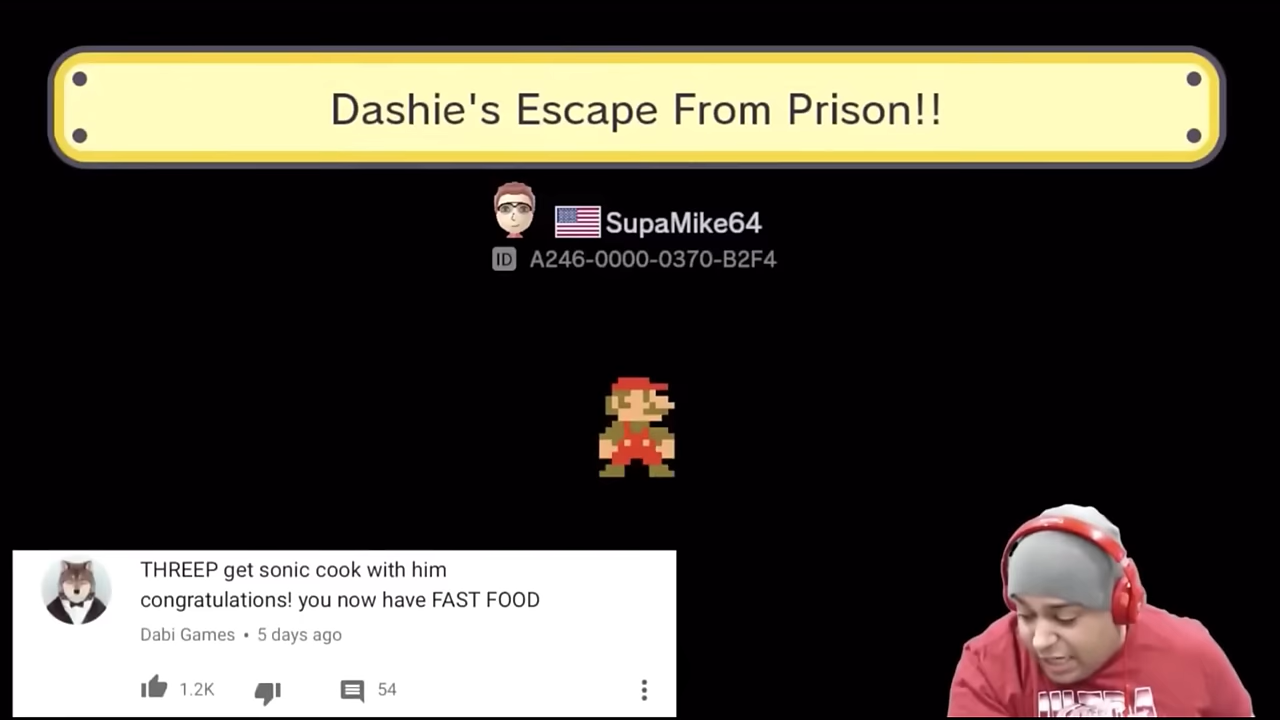 Dashie's Escape From Prison!!
SupaMike64
ID A246-0000-0370-B2F4
THREEP get sonic cook with him
congratulations! you now have FAST FOOD
Dabi Games • 5 days ago
1.2K 54